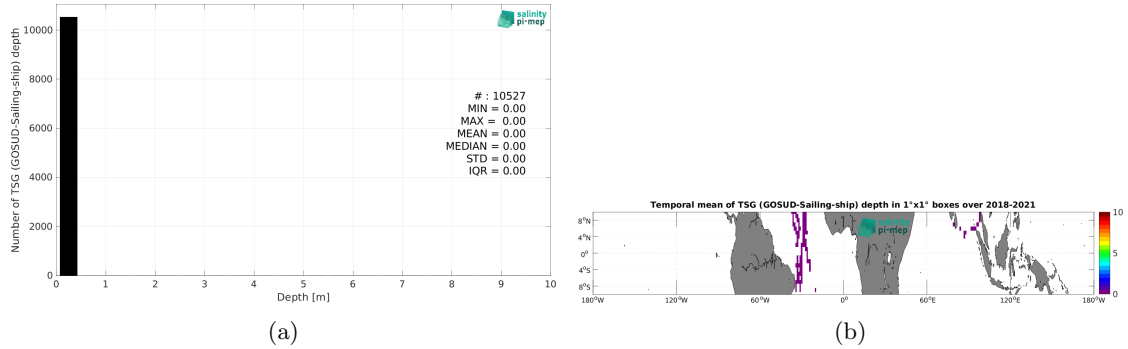 salinity
pi-mep
Number of TSG (GOSUD-Sailing-ship) depth
10000
8000
6000
4000
2000
0
# : 10527
MIN = 0.00
MAX = 0.00
MEAN = 0.00
MEDIAN = 0.00
STD = 0.00
IQR = 0.00
0 1 2 3 4 5 6 7 8 9 10
Depth [m]
(a)
Temporal mean of TSG (GOSUD-Sailing-ship) depth in 1°x1° boxes over 2018-2021
salinity
pi-mep
8°N
4°N
0°
4°S
8°S
180°W 120°W 60°W 0° 60°E 120°E 180°W
10
5
0
(b)